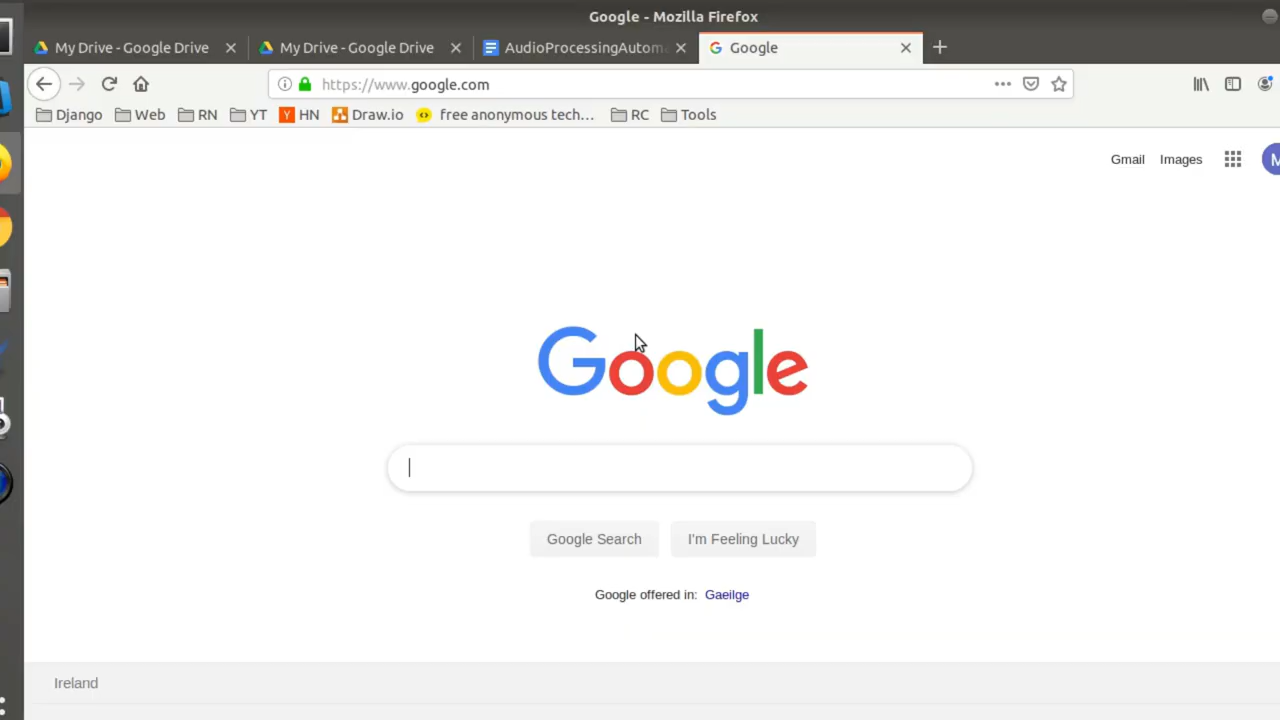 Google - Mozilla Firefox
My Drive - Google Drive My Drive - Google Drive AudioProcessingAutom Google
https://www.google.com
Django Web RN YT HN Draw.io free anonymous tech… RC Tools
Gmail Images M
Google
Google Search I'm Feeling Lucky
Google offered in: Gaeilge
Ireland